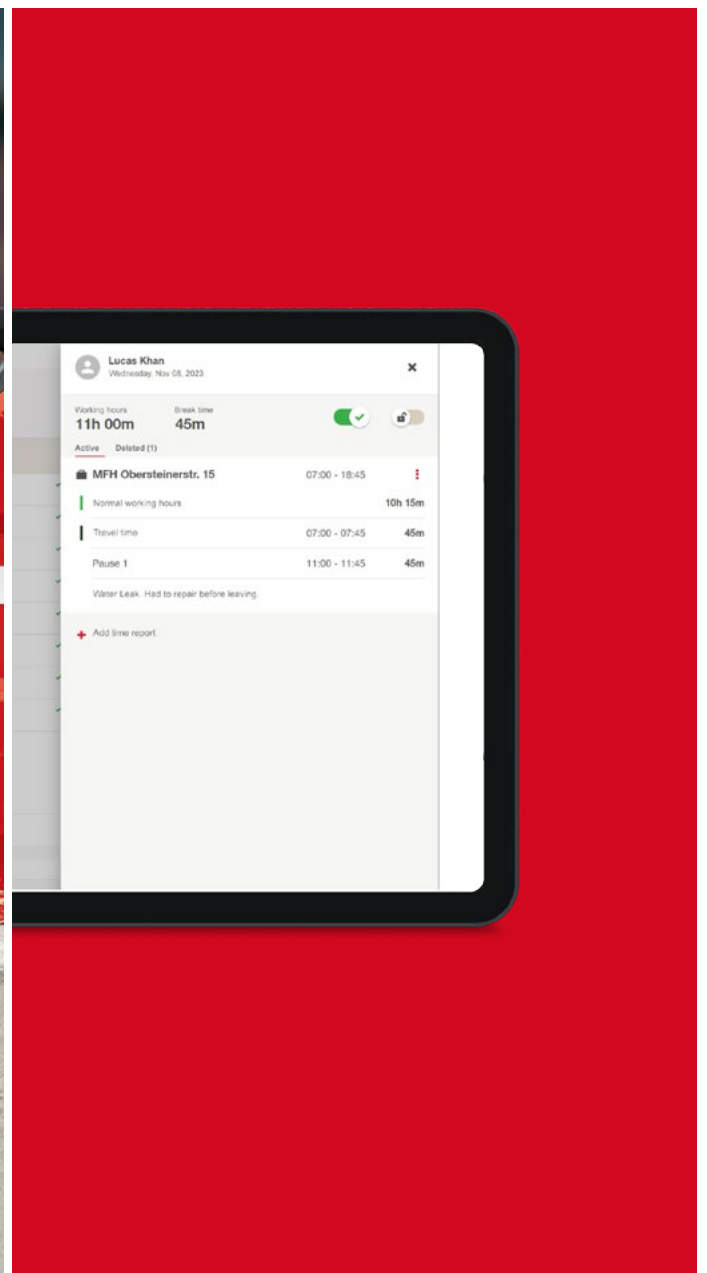 Lucas Khan
Wednesday, Nov 08, 2023
Working hours Break time
11h 00m 45m
Active Deleted (1)
MFH Obersteinerstr. 15 07:00 - 18:45
Normal working hours 10h 15m
Travel time 07:00 - 07:45 45m
Pause 1 11:00 - 11:45 45m
Water Leak. Had to repair before leaving.
Add time report.